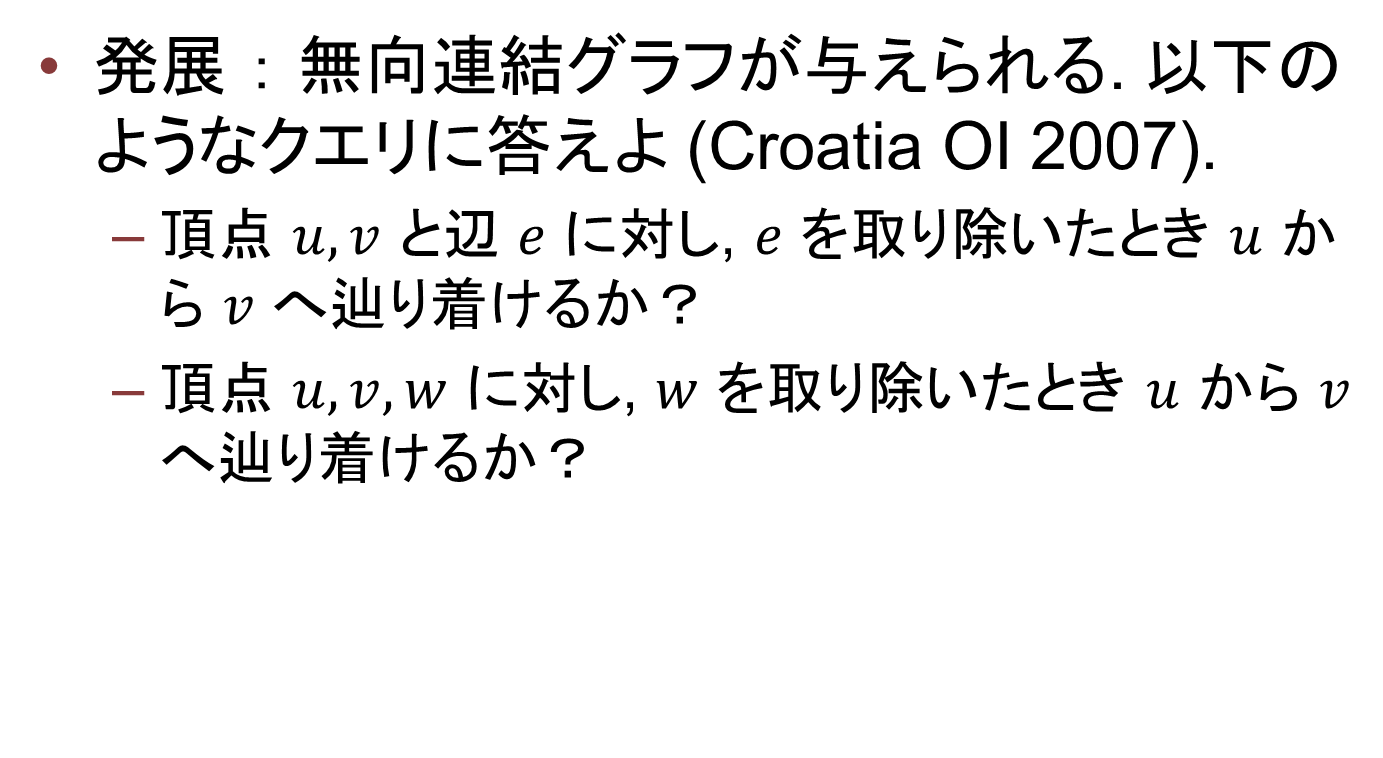 • 発展： 無向連結グラフが与えられる. 以下の
ようなクエリに答えよ (Croatia OI 2007).
– 頂点 𝑢, 𝑣 と辺 𝑒 に対し, 𝑒 を取り除いたとき 𝑢 か
ら 𝑣 へ辿り着けるか？
– 頂点 𝑢, 𝑣, 𝑤 に対し, 𝑤 を取り除いたとき 𝑢 から 𝑣
へ辿り着けるか？